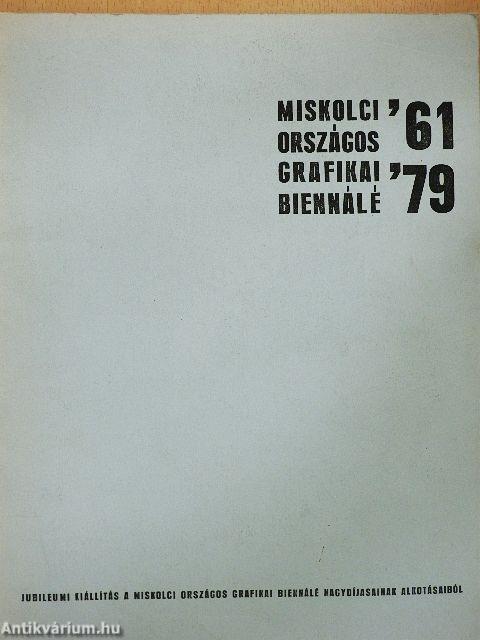 MISKOLCI '61
ORSZÁGOS
GRAFIKAI '79
BIENNÁLÉ
JUBILEUMI KIÁLLÍTÁS A MISKOLCI ORSZÁGOS GRAFIKAI BIENNÁLÉ NAGYDÍJASAINAK ALKOTÁSAIBÓL
Antikvárium.hu